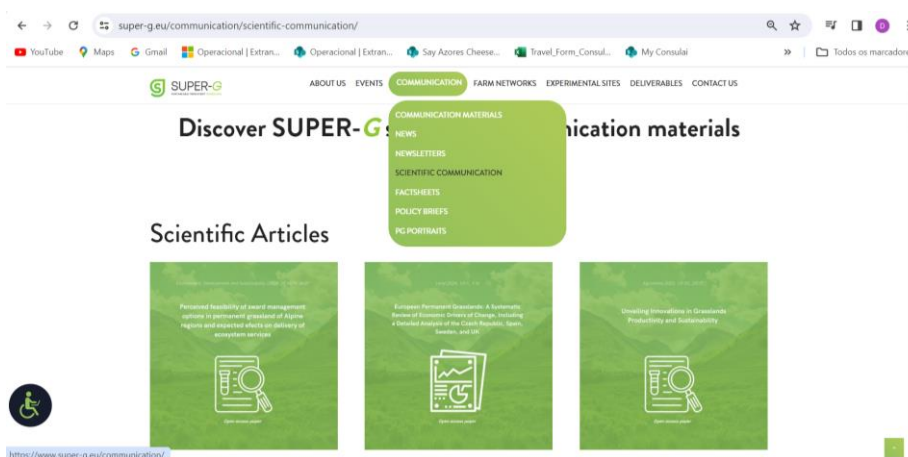 super-g.eu/communication/scientific-communication/
YouTube Maps Gmail Operacional | Extran... Operacional | Extran... Say Azores Cheese... Travel_Form_Consul... My Consulai » Todos os marcadore
SUPER-G
ABOUT US EVENTS COMMUNICATION FARM NETWORKS EXPERIMENTAL SITES DELIVERABLES CONTACT US
COMMUNICATION MATERIALS
NEWS
NEWSLETTERS
SCIENTIFIC COMMUNICATION
FACTSHEETS
POLICY BRIEFS
PG PORTRAITS
Discover SUPER-G s nication materials
Scientific Articles
Perceived feasibility of sward management
options in permanent grassland of Alpine
regions and expected efects on delivery of
ecosystem services
Open access paper
European Permanent Grasslands: A Systematic
Review of Economic Drivers of Change, Including
a Detailed Analysis of the Czech Republic, Spain,
Sweden, and UK
Open access paper
Unveiling Innovations in Grasslands
Productivity and Sustainability
Open access paper
https://www.super-g.eu/communication/